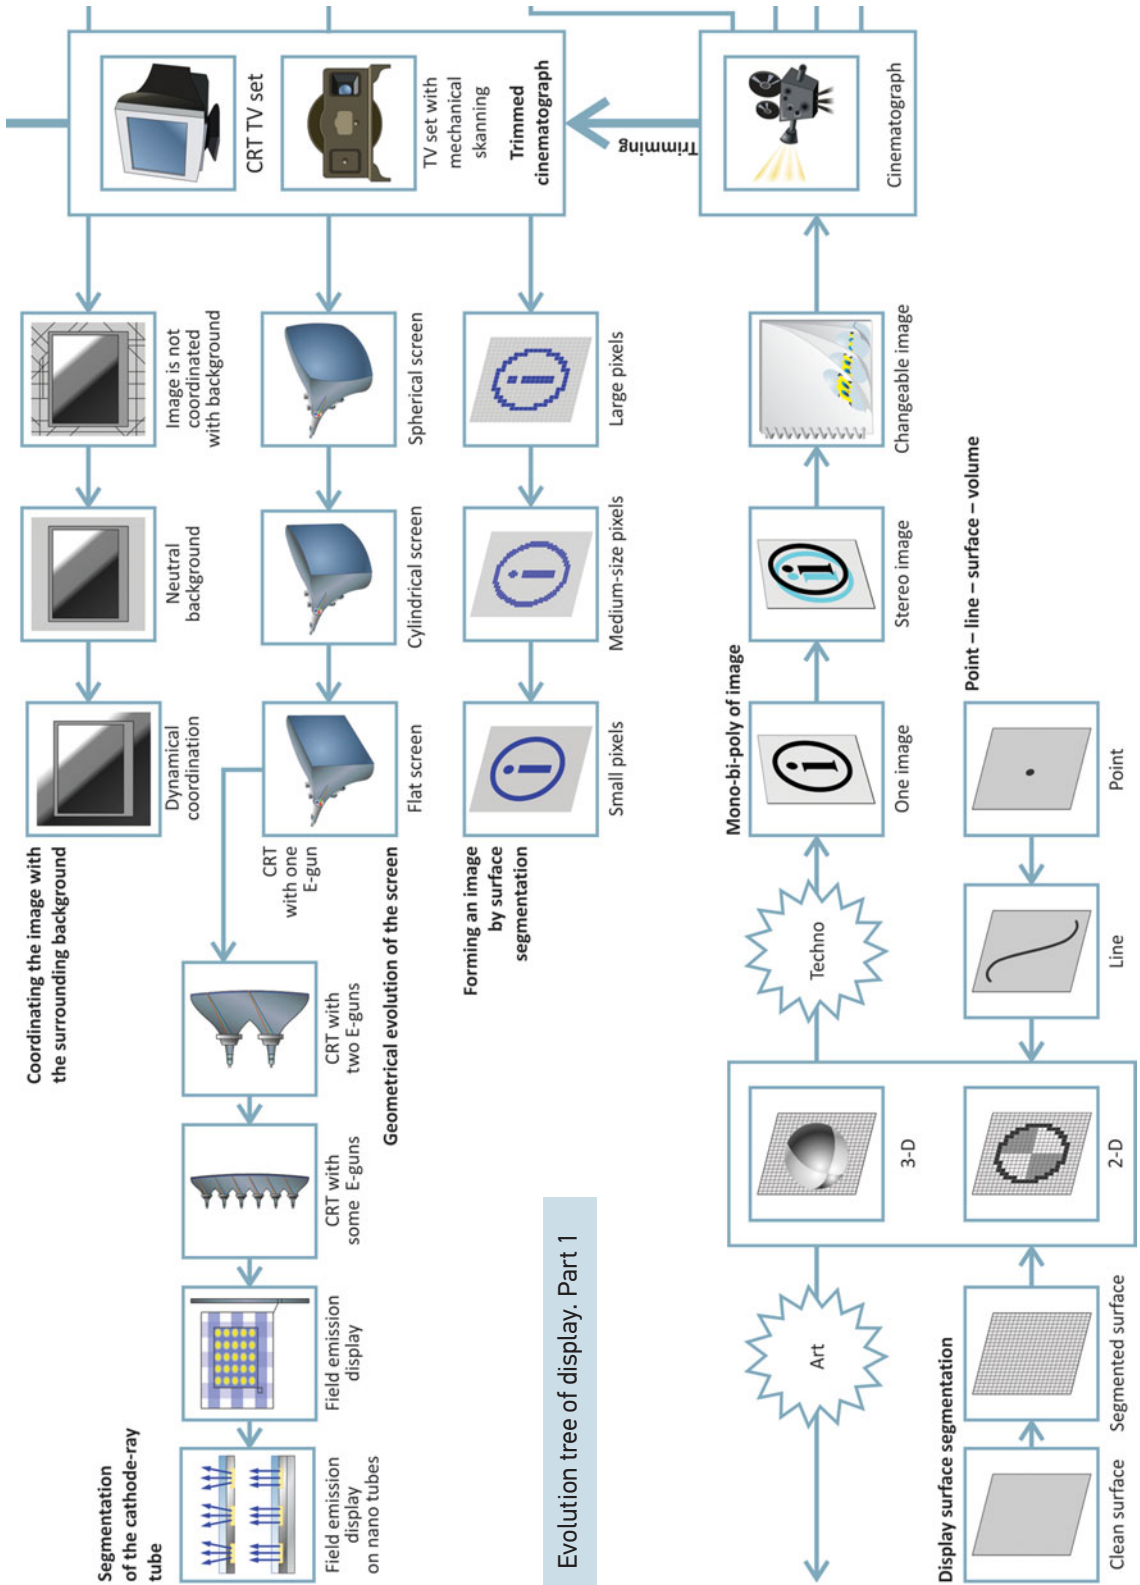 CRT TV set
TV set with
mechanical
skanning
Trimmed
cinematograph
Trimming
Cinematograph
Image is not
coordinated
with background
Neutral
background
Dynamical
coordination
Coordinating the image with
the surrounding background
Spherical screen
Cylindrical screen
Flat screen
CRT
with one
E-gun
Geometrical evolution of the screen
Large pixels
Medium-size pixels
Small pixels
Forming an image
by surface
segmentation
CRT with
two E-guns
CRT with
some E-guns
Field emission
display
Field emission
display
on nano tubes
Segmentation
of the cathode-ray
tube
Evolution tree of display. Part 1
Changeable image
Stereo image
One image
Mono-bi-poly of image
Techno
Art
Point – line – surface – volume
Point
Line
3-D
2-D
Display surface segmentation
Segmented surface
Clean surface
i
i
i
i
i